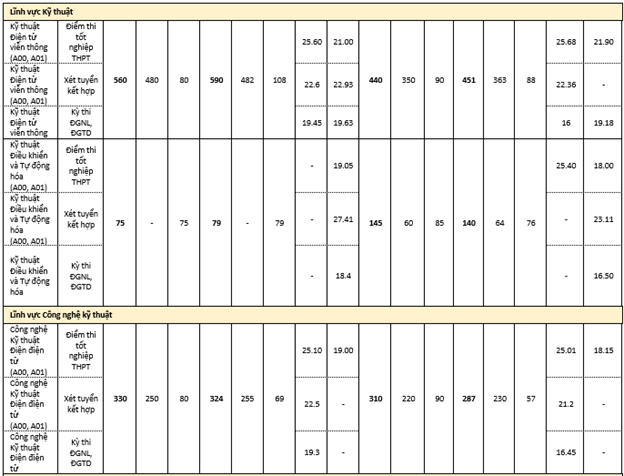 Lĩnh vực Kỹ thuật
Kỹ thuật
Điện tử
viễn thông
(A00, A01)
Điểm thi
tốt
nghiệp
THPT
25.60 21.00 25.68 21.90
Kỹ thuật
Điện tử
viễn thông
(A00, A01)
Xét tuyển
kết hợp
560 480 80 590 482 108 22.6 22.93 440 350 90 451 363 88 22.36 -
Kỹ thuật
Điện tử
viễn thông
Kỳ thi
ĐGNL,
ĐGTD
19.45 19.63 16 19.18
Kỹ thuật
Điều khiển
và Tự động
hóa
(A00, A01)
Điểm thi
tốt
nghiệp
THPT
- 19.05 25.40 18.00
Kỹ thuật
Điều khiển
và Tự động
hóa
(A00, A01)
Xét tuyển
kết hợp
75 - 75 79 - 79 - 27.41 145 60 85 140 64 76 - 23.11
Kỹ thuật
Điều khiển
và Tự động
hóa
Kỳ thi
ĐGNL,
ĐGTD
- 18.4 - 16.50
Lĩnh vực Công nghệ kỹ thuật
Công nghệ
Kỹ thuật
Điện điện
tử
(A00, A01)
Điểm thi
tốt
nghiệp
THPT
25.10 19.00 25.01 18.15
Công nghệ
Kỹ thuật
Điện điện
tử
(A00, A01)
Xét tuyển
kết hợp
330 250 80 324 255 69 22.5 - 310 220 90 287 230 57 21.2 -
Công nghệ
Kỹ thuật
Điện điện
tử
Kỳ thi
ĐGNL,
ĐGTD
19.3 - 16.45 -